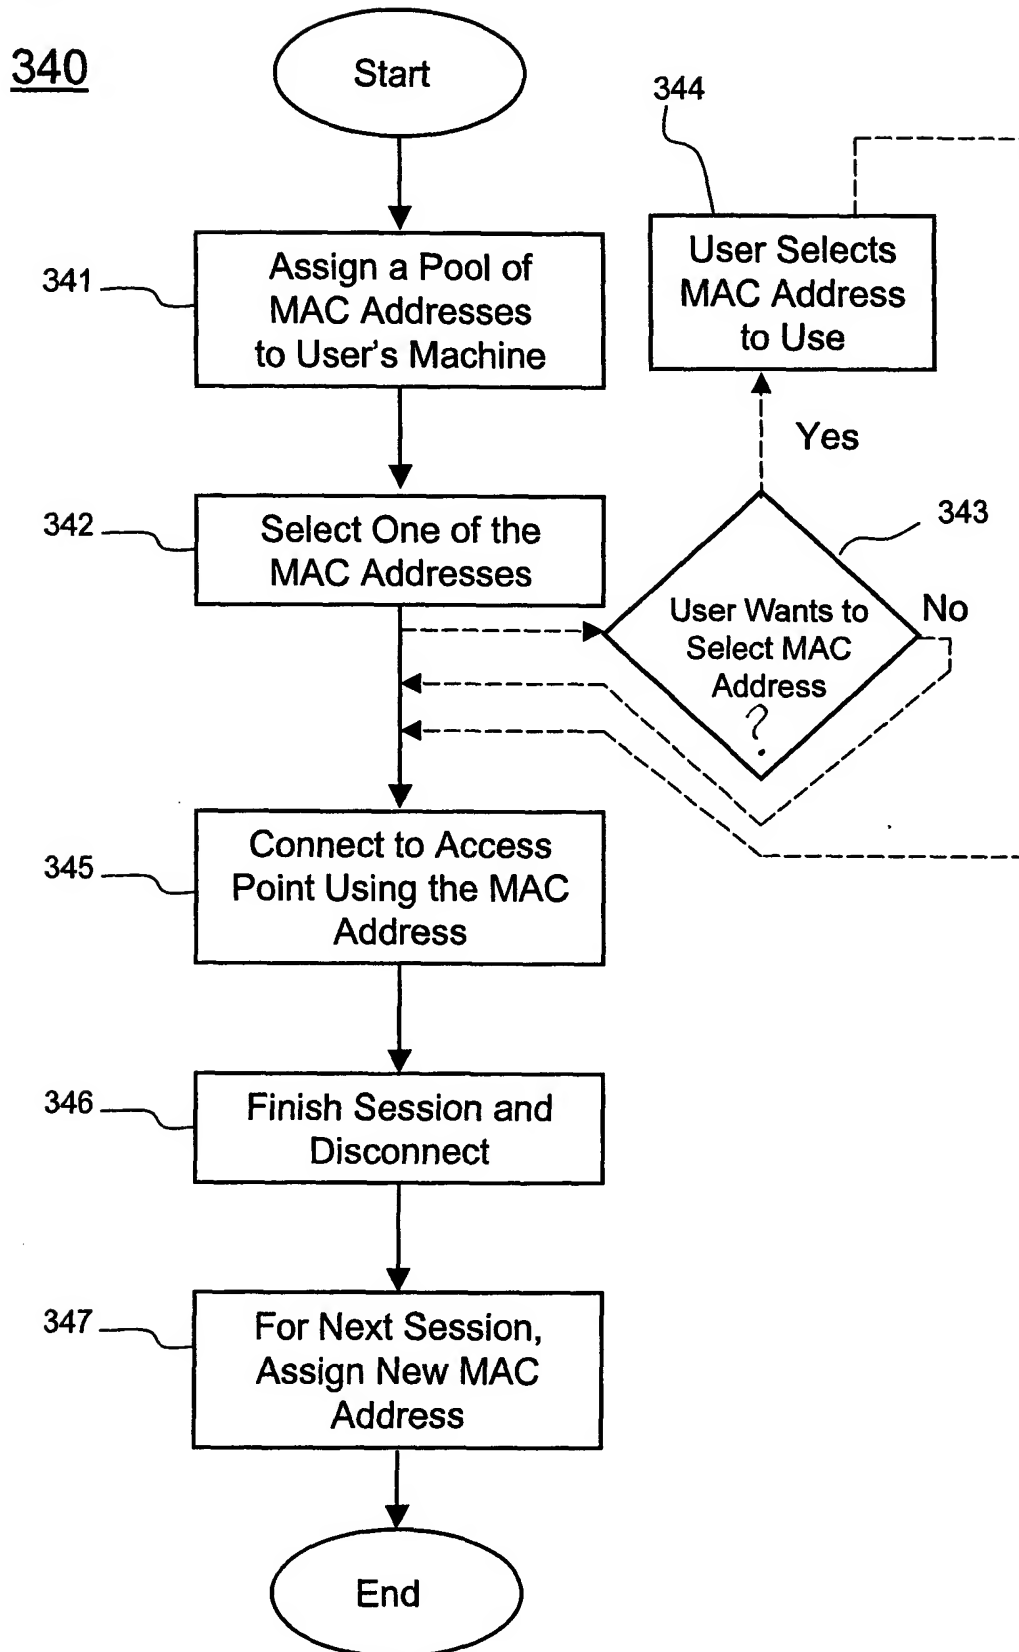 340
Start
344
341
Assign a Pool of
MAC Addresses
to User's Machine
User Selects
MAC Address
to Use
Yes
342
Select One of the
MAC Addresses
343
User Wants to
Select MAC
Address
?
No
345
Connect to Access
Point Using the MAC
Address
346
Finish Session and
Disconnect
347
For Next Session,
Assign New MAC
Address
End